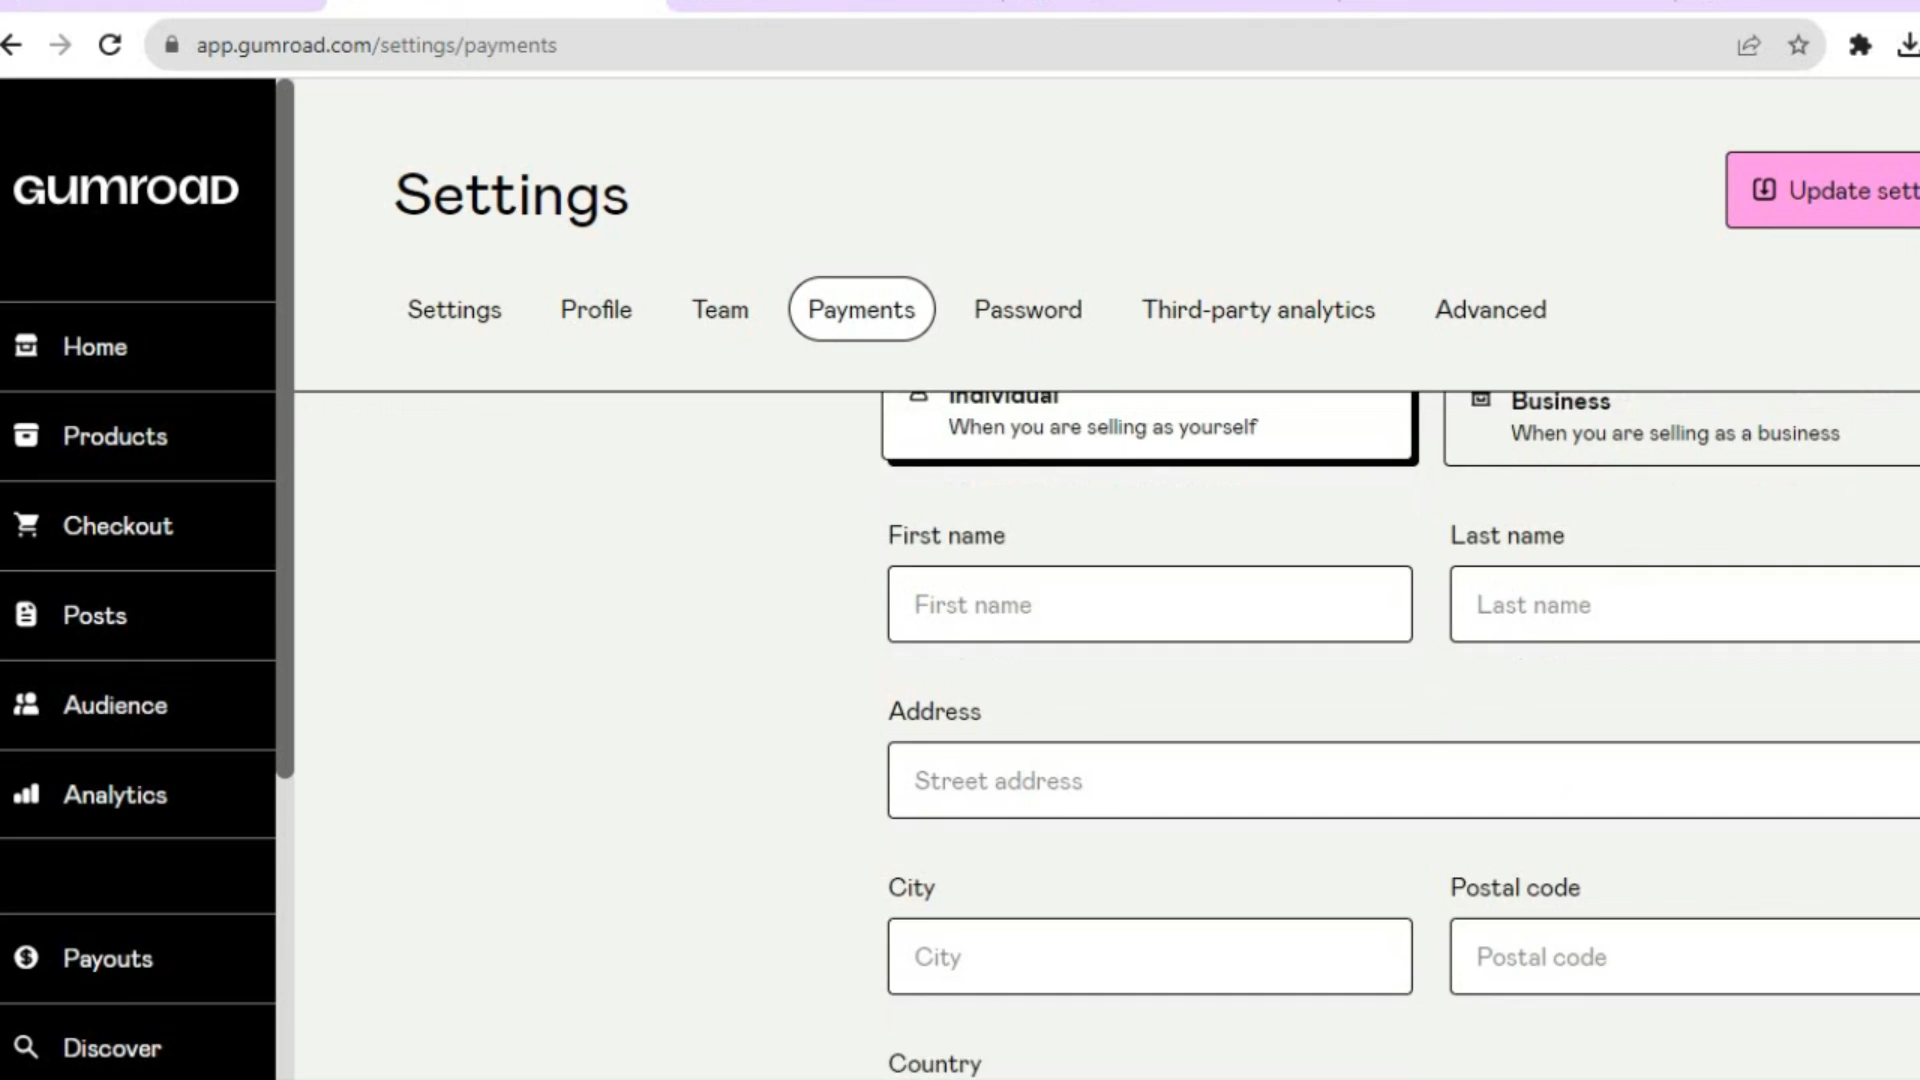 app.gumroad.com/settings/payments
GUMROAD
Settings
Update sett
Settings Profile Team Payments Password Third-party analytics Advanced
Home
Products
Checkout
Posts
Audience
Analytics
Payouts
Discover
Individual
When you are selling as yourself
Business
When you are selling as a business
First name
Last name
First name
Last name
Address
Street address
City
Postal code
City
Postal code
Country